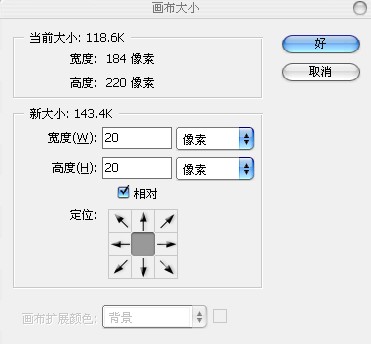 画布大小
当前大小: 118.6K
好
宽度: 184 像素
取消
高度: 220 像素
新大小: 143.4K
宽度(W): 20 像素
高度(H): 20 像素
相对
定位:
画布扩展颜色: 背景